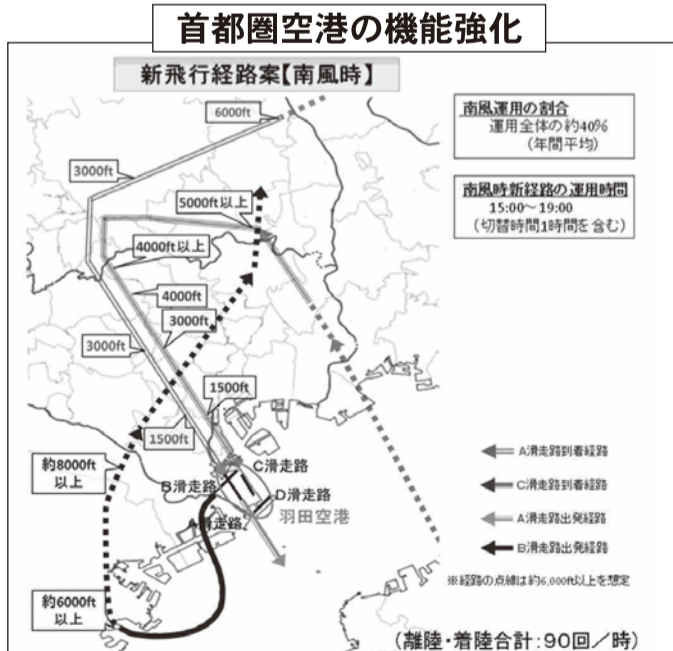 首都圏空港の機能強化
新飛行経路案【南風時】
南風運用の割合
運用全体の約40%
(年間平均)
南風時新経路の運用時間
15:00～19:00
(切替時間1時間を含む)
6000ft
3000ft
5000ft以上
4000ft以上
4000ft
3000ft
3000ft
1500ft
1500ft
約8000ft
以上
約6000ft
以上
C滑走路
B滑走路
D滑走路
A滑走路
羽田空港
A滑走路到着経路
C滑走路到着経路
A滑走路出発経路
B滑走路出発経路
※経路の点線は約6,000ft以上を想定
(離陸・着陸合計：90回／時)